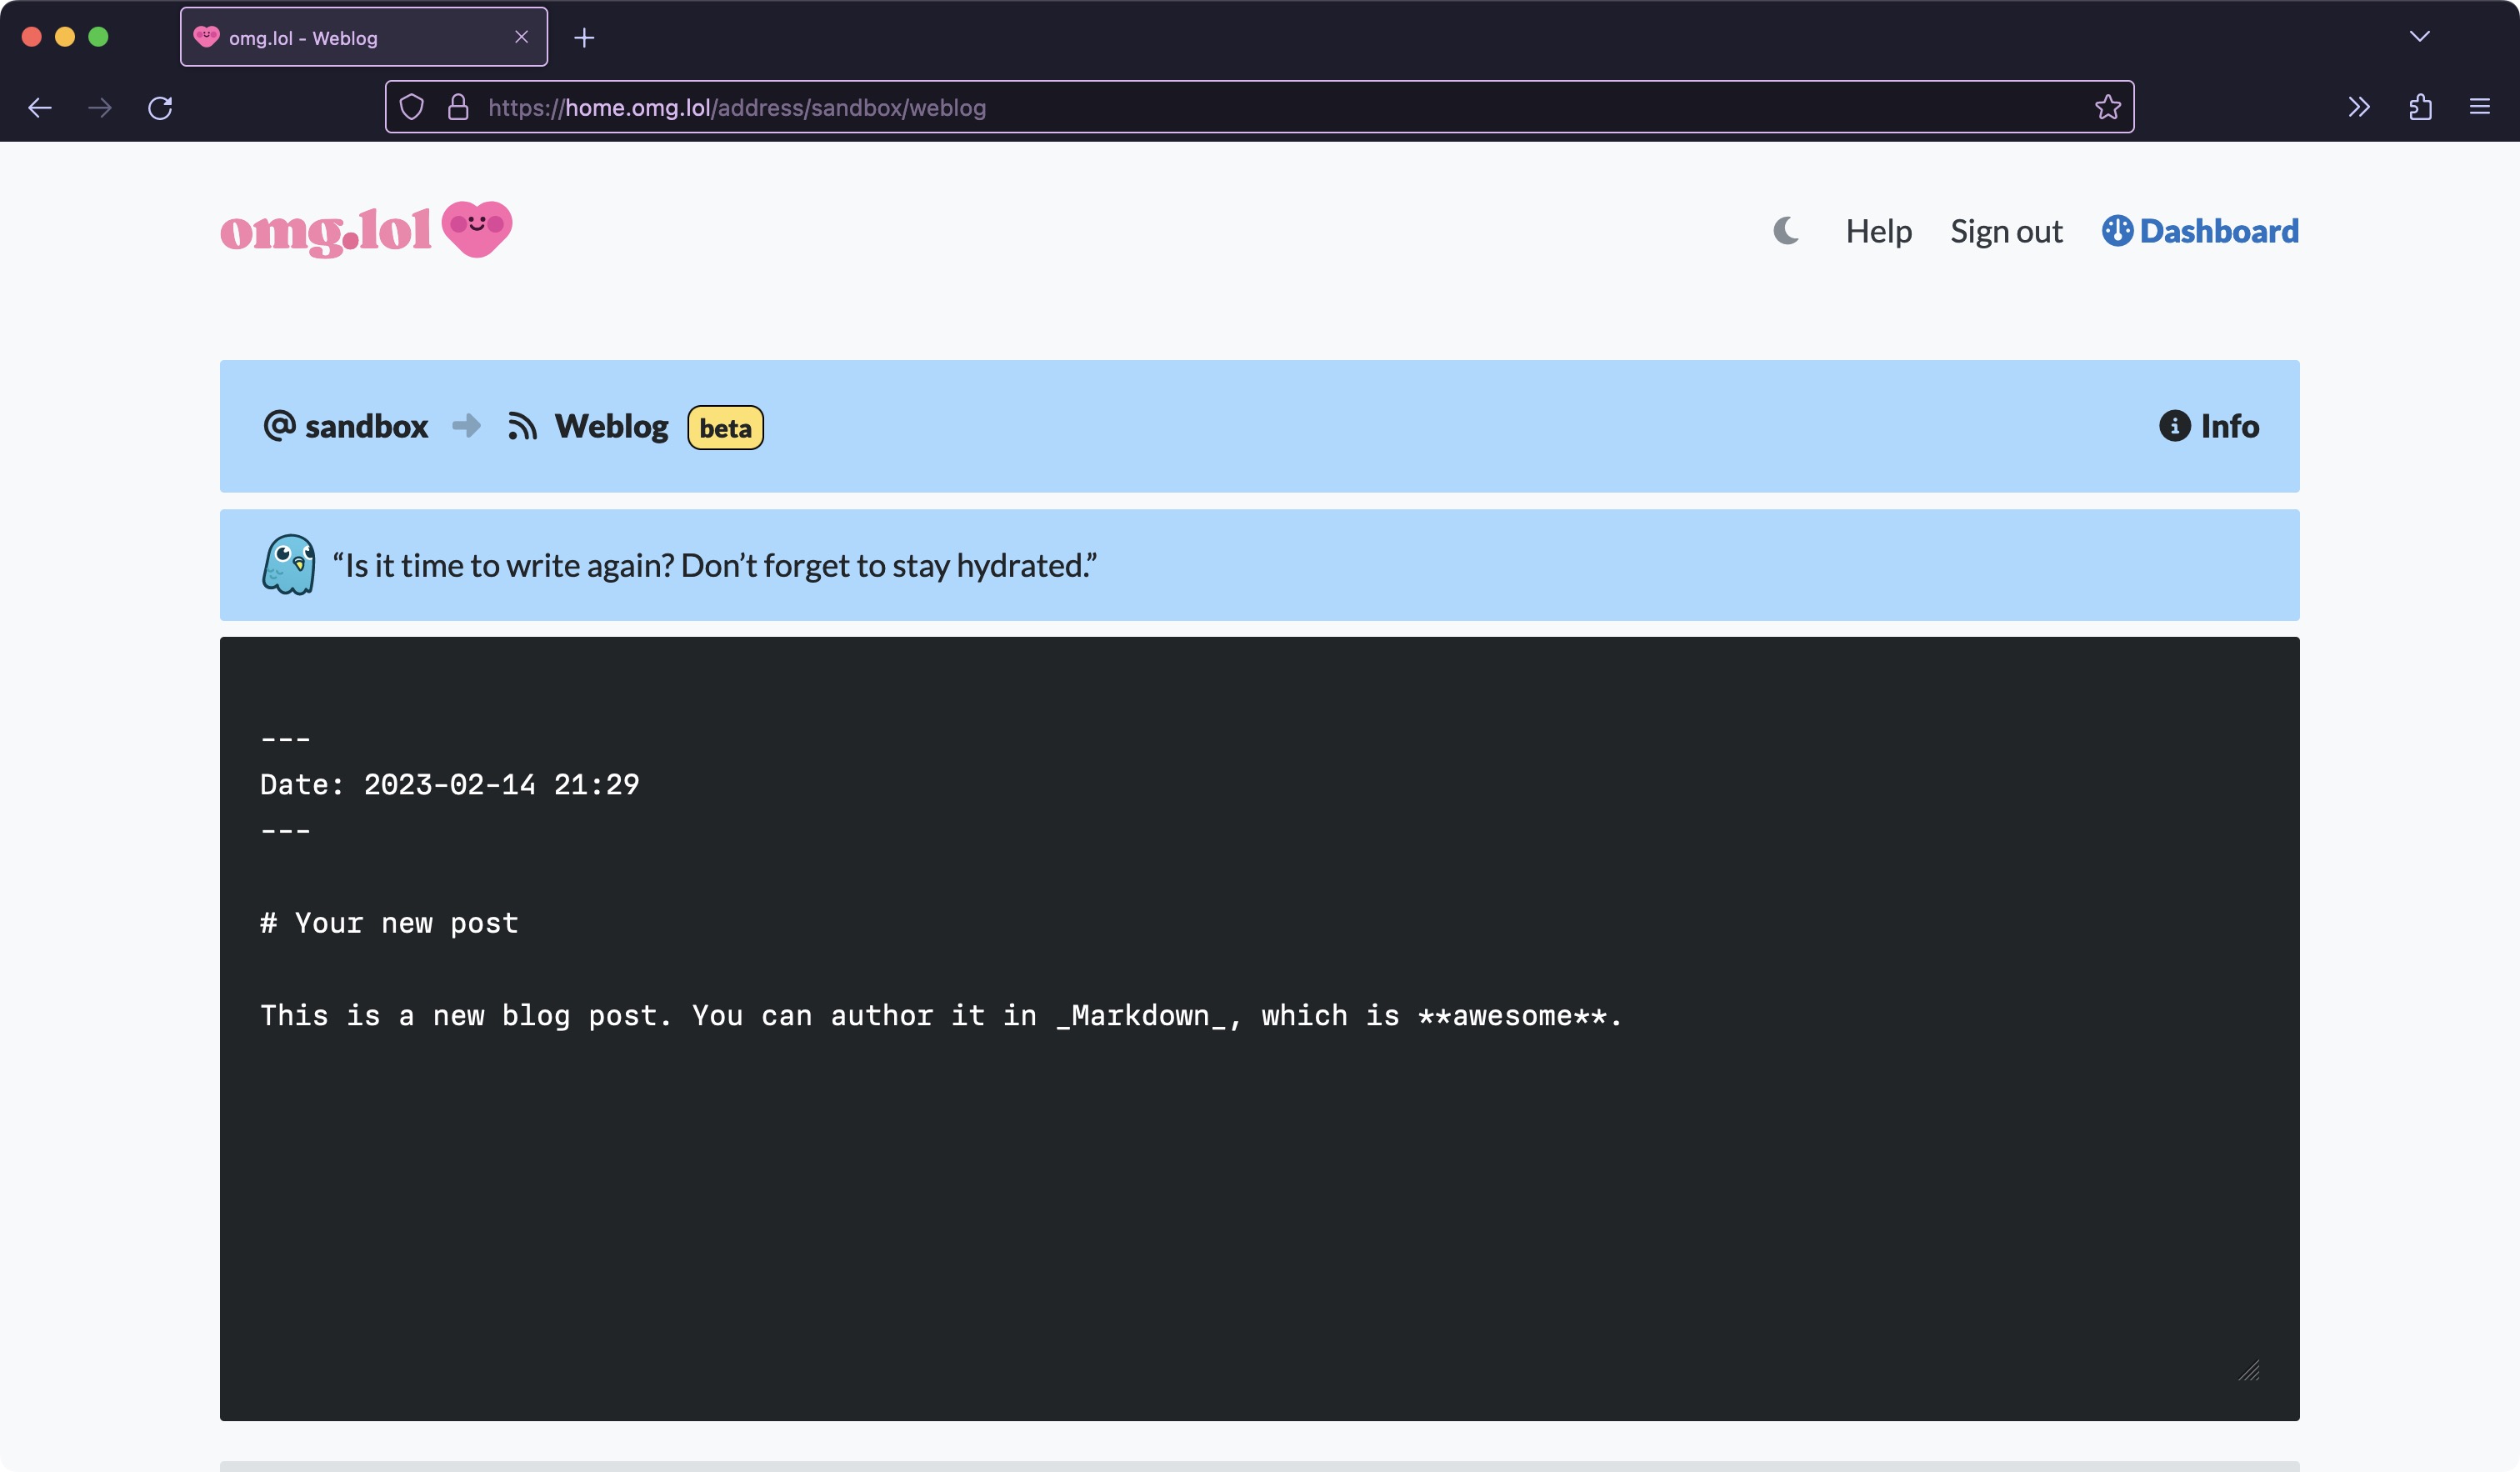 omg.lol - Weblog
https://home.omg.lol/address/sandbox/weblog
omg.lol
Help
Sign out
Dashboard
@ sandbox
Weblog
beta
Info
“Is it time to write again? Don’t forget to stay hydrated.”
---
Date: 2023-02-14 21:29
---
# Your new post
This is a new blog post. You can author it in _Markdown_, which is **awesome**.